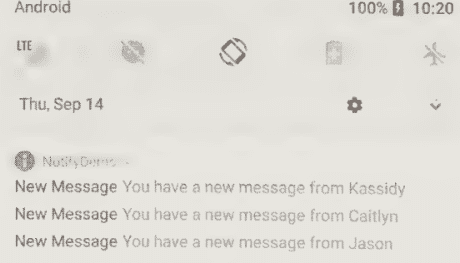 Android 100% 10:20
LTE
Thu, Sep 14
NotifyDemo
New Message You have a new message from Kassidy
New Message You have a new message from Caitlyn
New Message You have a new message from Jason